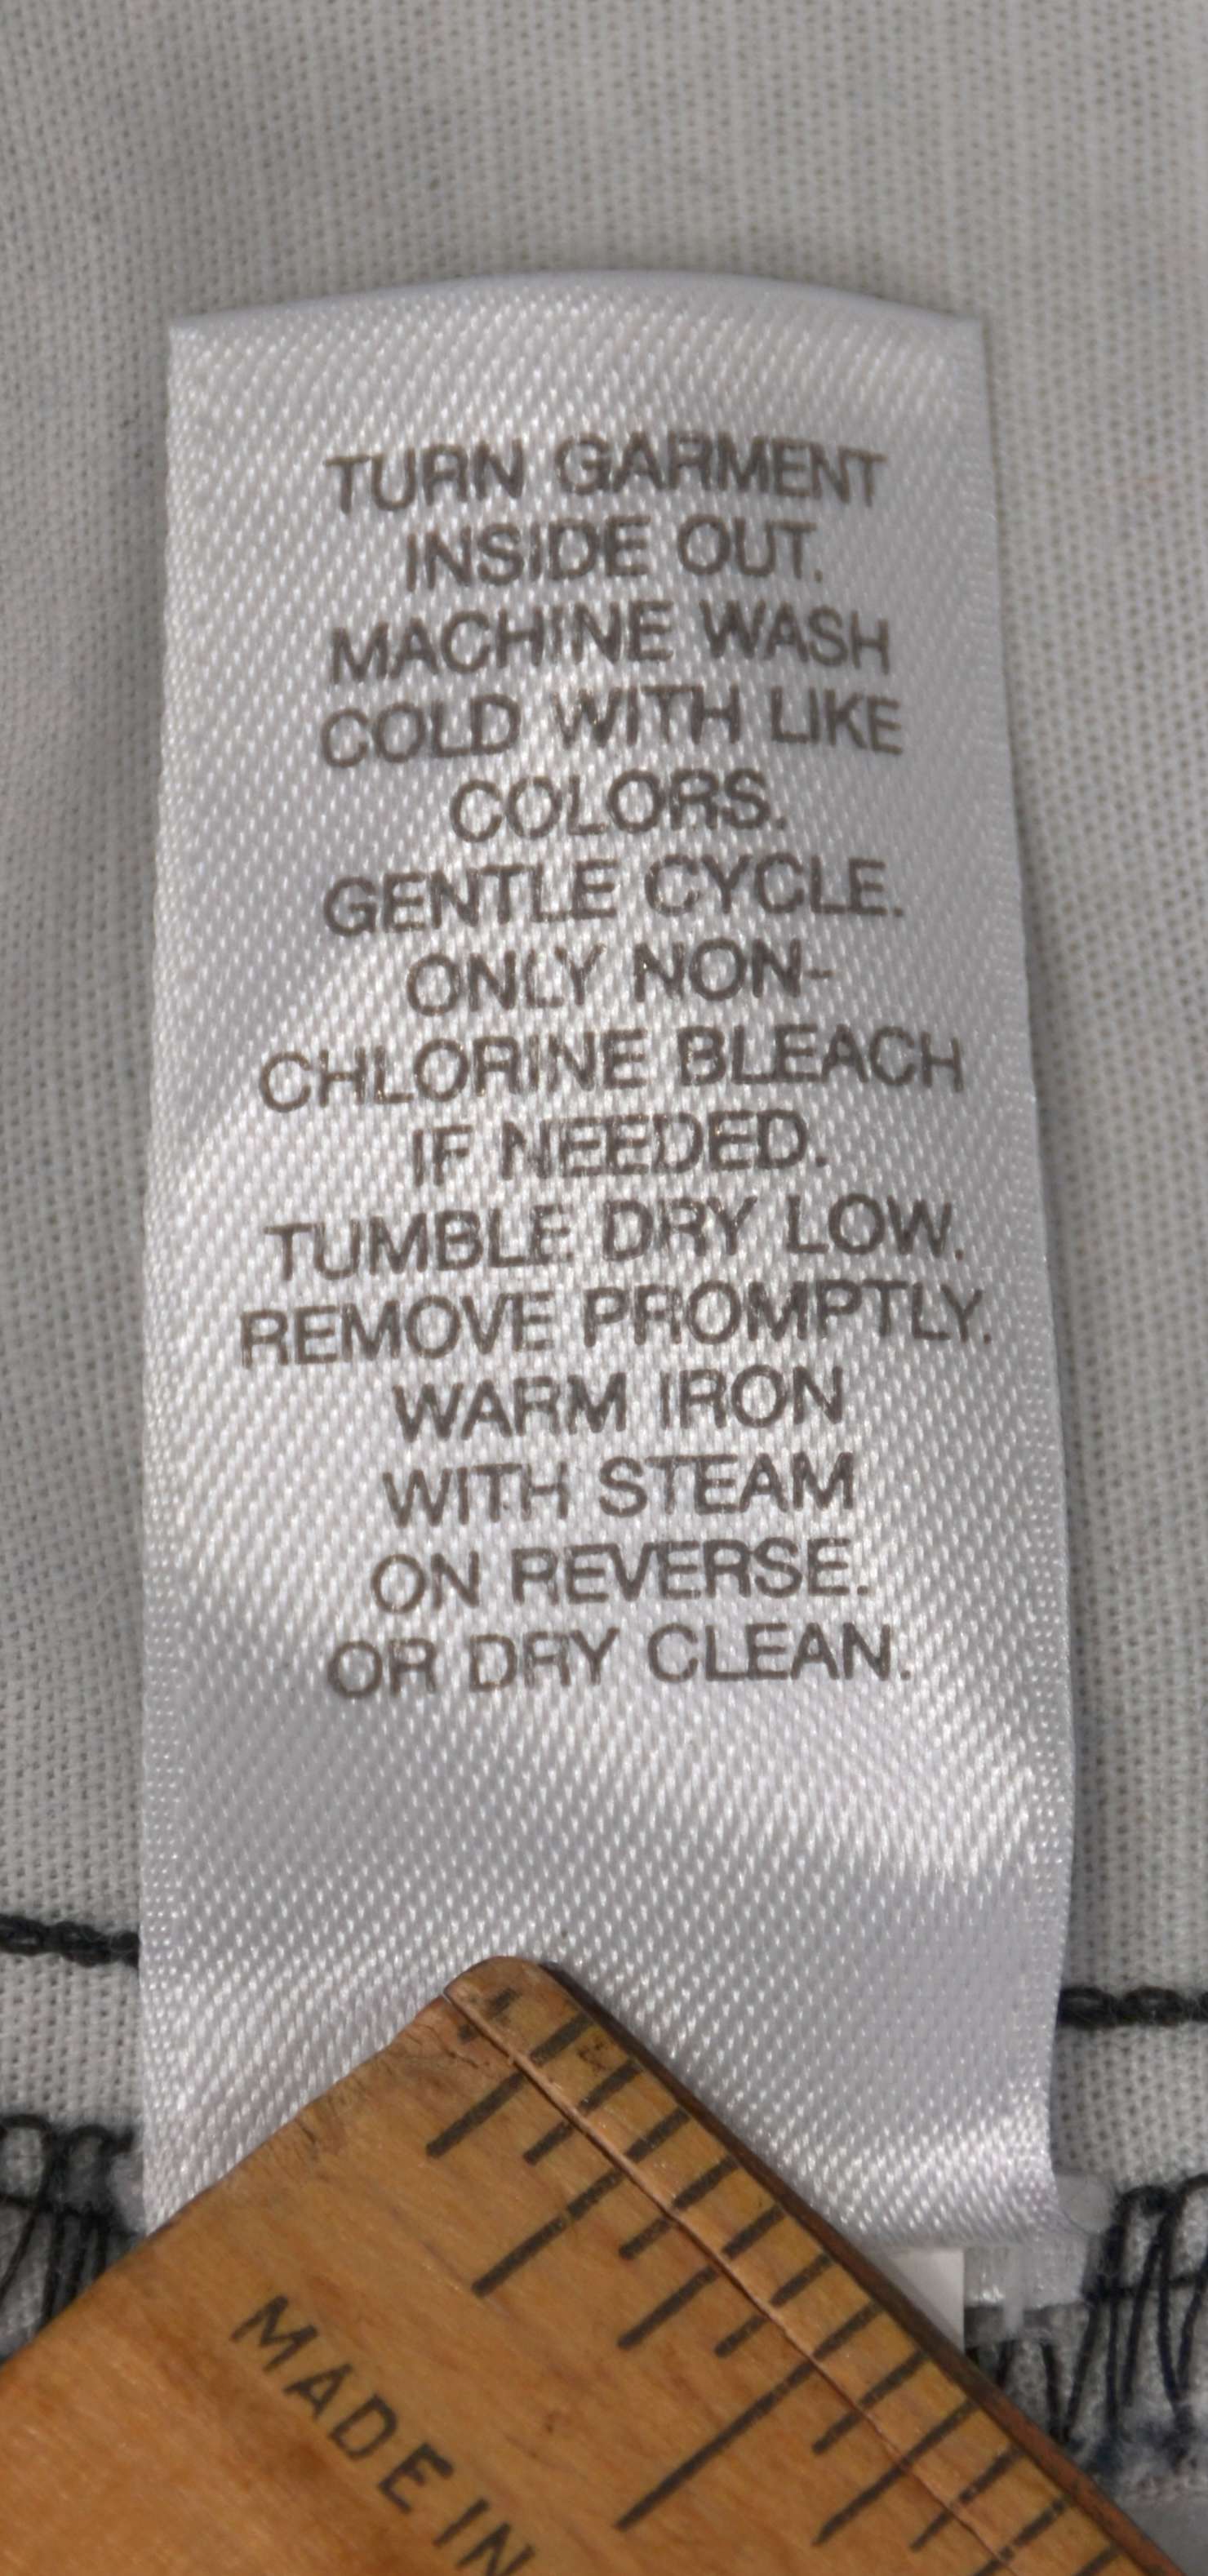 TURN GARMENT
INSIDE OUT.
MACHINE WASH
COLD WITH LIKE
COLORS.
GENTLE CYCLE.
ONLY NON-
CHLORINE BLEACH
IF NEEDED.
TUMBLE DRY LOW.
REMOVE PROMPTLY.
WARM IRON
WITH STEAM
ON REVERSE.
OR DRY CLEAN.
MADE IN